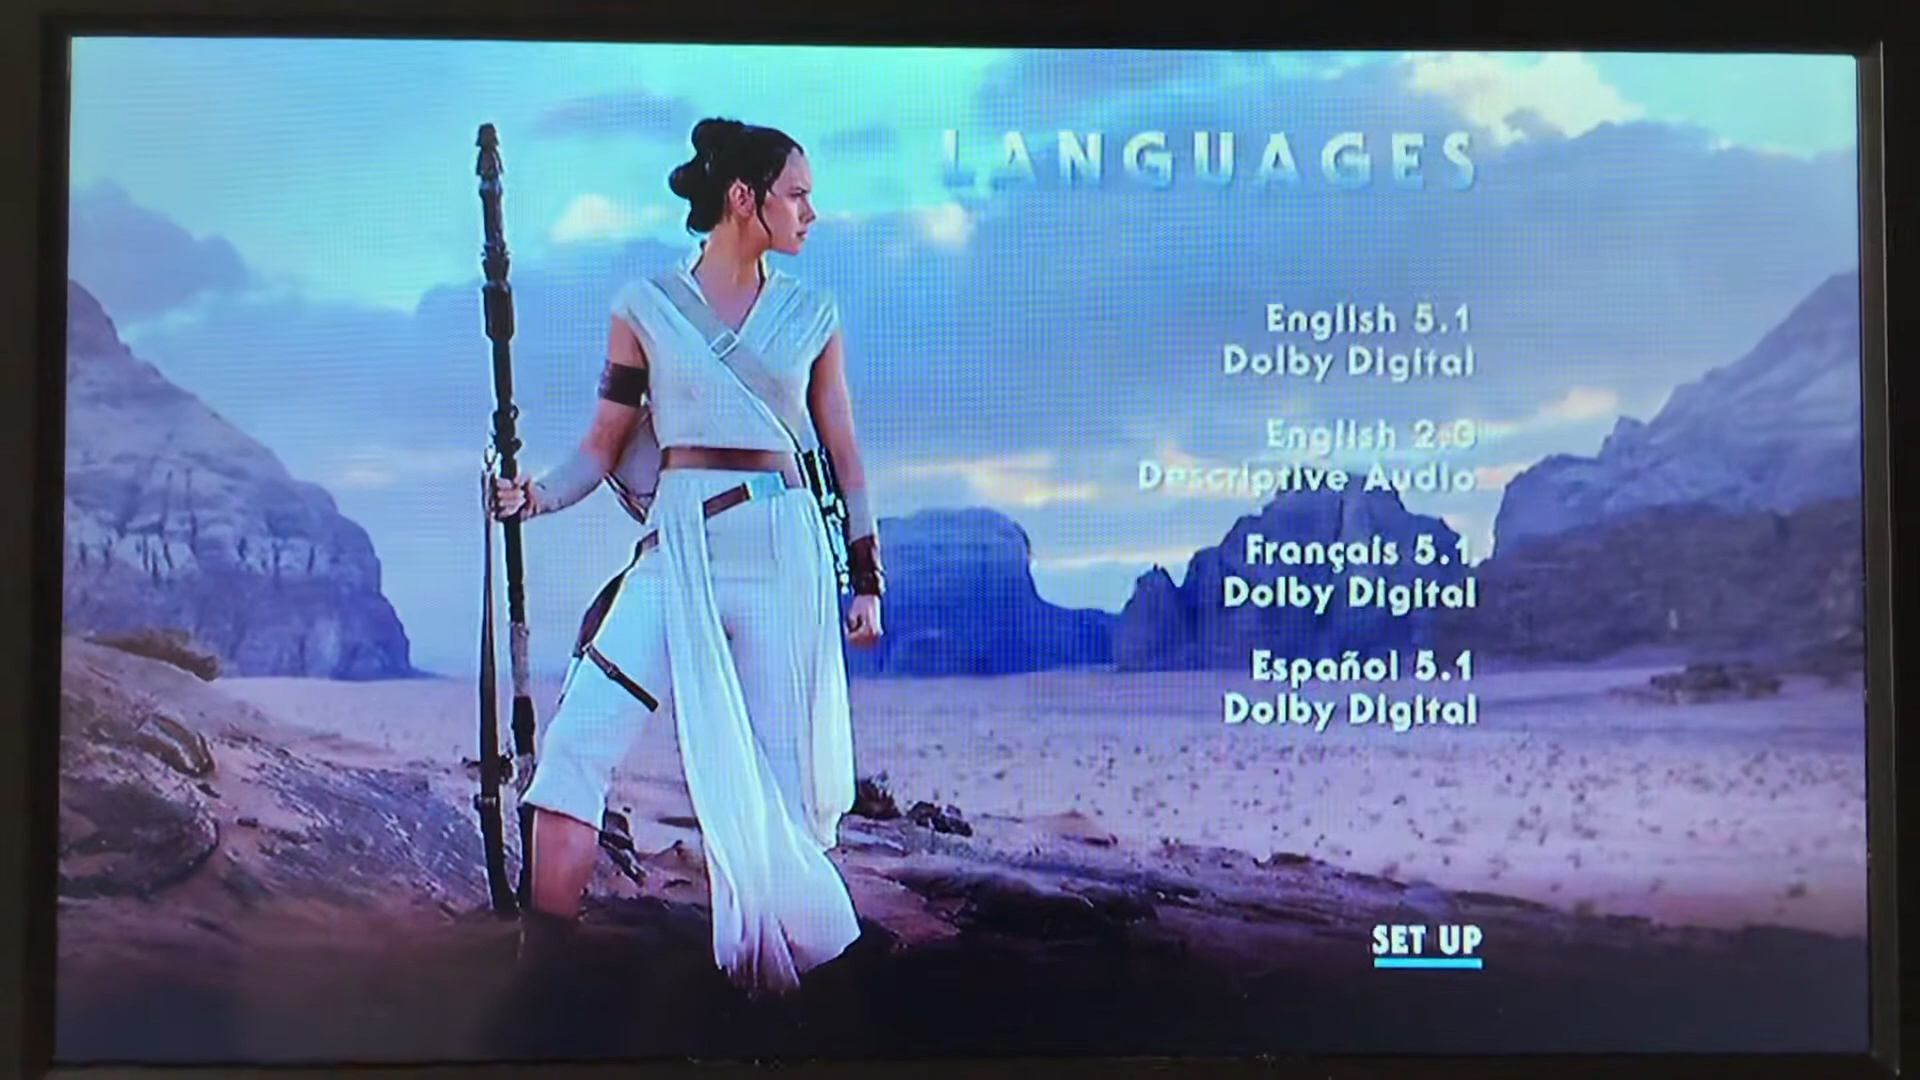 LANGUAGES
English 5.1
Dolby Digital
English 2.0
Descriptive Audio
Français 5.1
Dolby Digital
Español 5.1
Dolby Digital
SET UP